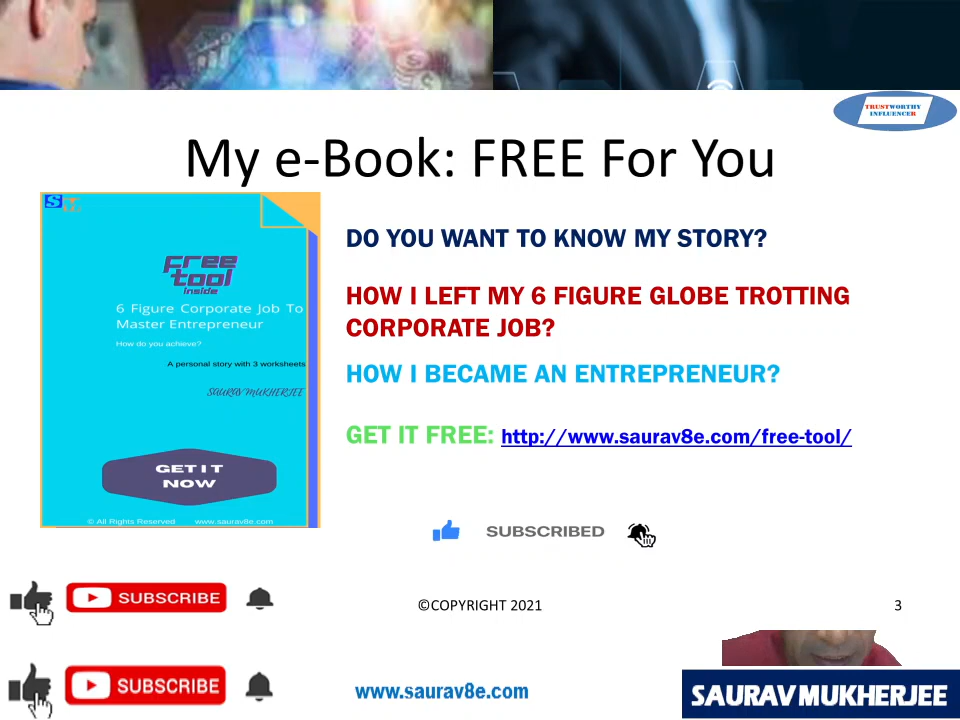 TRUSTWORTHY
INFLUENCER
My e-Book: FREE For You
S
Free
tool
inside
6 Figure Corporate Job To
Master Entrepreneur
How do you achieve?
A personal story with 3 worksheets
SAURAV MUKHERJEE
GET IT
NOW
© All Rights Reserved www.saurav8e.com
DO YOU WANT TO KNOW MY STORY?
HOW I LEFT MY 6 FIGURE GLOBE TROTTING
CORPORATE JOB?
HOW I BECAME AN ENTREPRENEUR?
GET IT FREE: http://www.saurav8e.com/free-tool/
SUBSCRIBED
SUBSCRIBE
©COPYRIGHT 2021
3
SUBSCRIBE
www.saurav8e.com
SAURAV MUKHERJEE